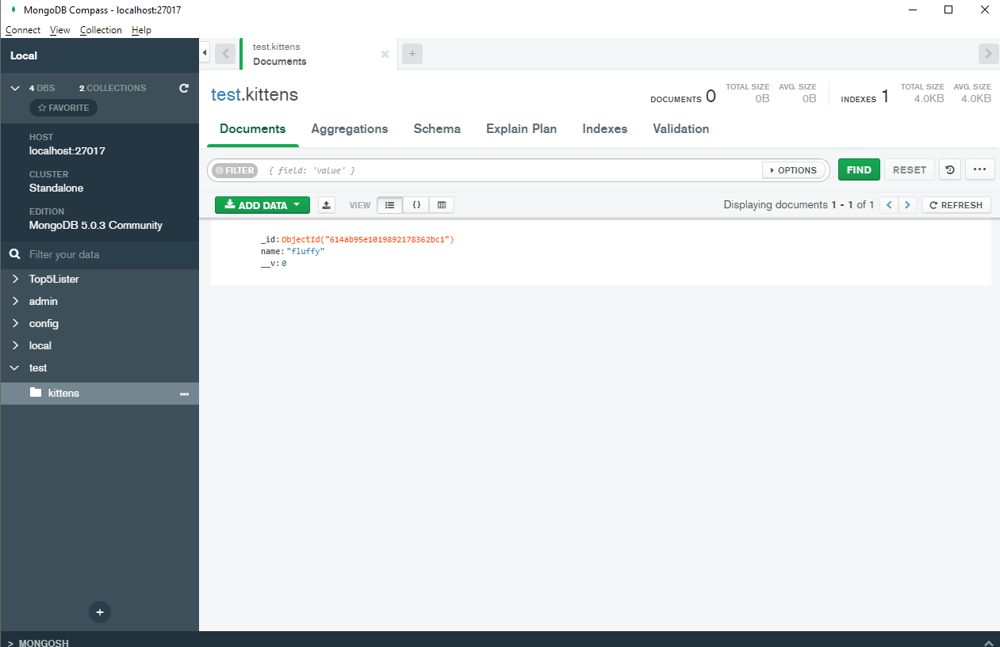 MongoDB Compass - localhost:27017
Connect View Collection Help
Local
4 DBS 2 COLLECTIONS
FAVORITE
HOST
localhost:27017
CLUSTER
Standalone
EDITION
MongoDB 5.0.3 Community
Filter your data
Top5Lister
admin
config
local
test
kittens
MONGOSH
test.kittens
Documents
test.kittens
DOCUMENTS 0 TOTAL SIZE 0B AVG. SIZE 0B INDEXES 1 TOTAL SIZE 4.0KB AVG. SIZE 4.0KB
Documents Aggregations Schema Explain Plan Indexes Validation
FILTER { field: 'value' } OPTIONS FIND RESET
ADD DATA VIEW {} Displaying documents 1 - 1 of 1 REFRESH
_id: ObjectId("614ab95e1019892178362bc1")
name: "fluffy"
__v: 0